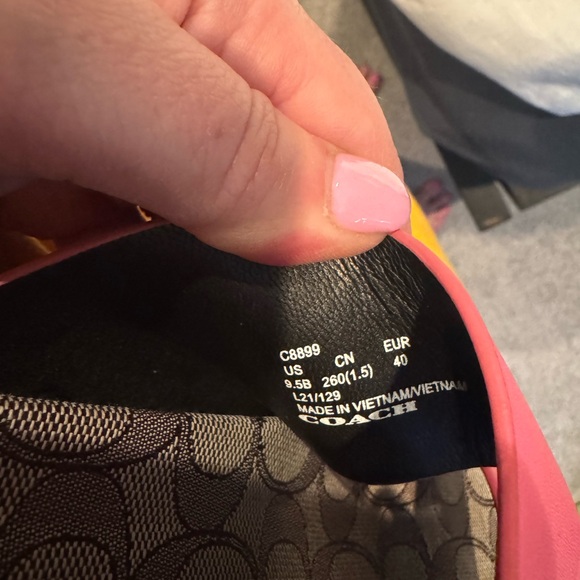 C8899
US CN EUR
9.5B 260(1.5) 40
L21/129
MADE IN VIETNAM/VIETNAM
COACH